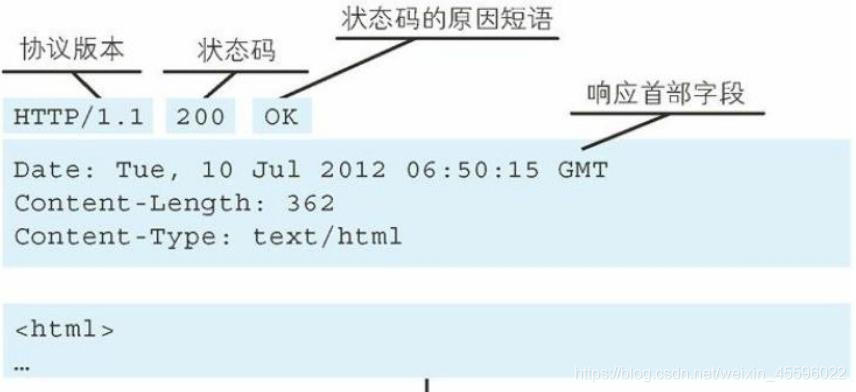 状态码的原因短语
协议版本
状态码
响应首部字段
HTTP/1.1 200 OK
Date: Tue, 10 Jul 2012 06:50:15 GMT
Content-Length: 362
Content-Type: text/html
<html>
…
https://blog.csdn.net/weixin_45596022